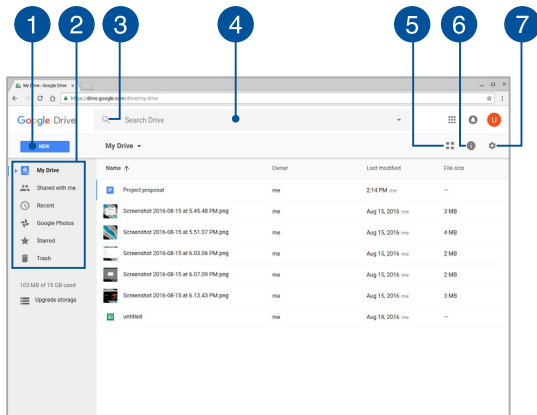 1 2 3 4 5 6 7
My Drive - Google Drive
https://drive.google.com/drive/my-drive
Google Drive Search Drive U
NEW My Drive
My Drive Name Owner Last modified File size
Shared with me Project proposal me 2:14 PM me —
Recent Screenshot 2016-08-15 at 5.45.48 PM.png me Aug 15, 2016 me 3 MB
Google Photos Screenshot 2016-08-15 at 5.51.07 PM.png me Aug 15, 2016 me 4 MB
Starred Screenshot 2016-08-15 at 6.03.06 PM.png me Aug 15, 2016 me 2 MB
Trash Screenshot 2016-08-15 at 6.07.09 PM.png me Aug 15, 2016 me 2 MB
103 MB of 15 GB used
Upgrade storage Screenshot 2016-08-15 at 6.13.43 PM.png me Aug 15, 2016 me 3 MB
untitled me Aug 18, 2016 me —